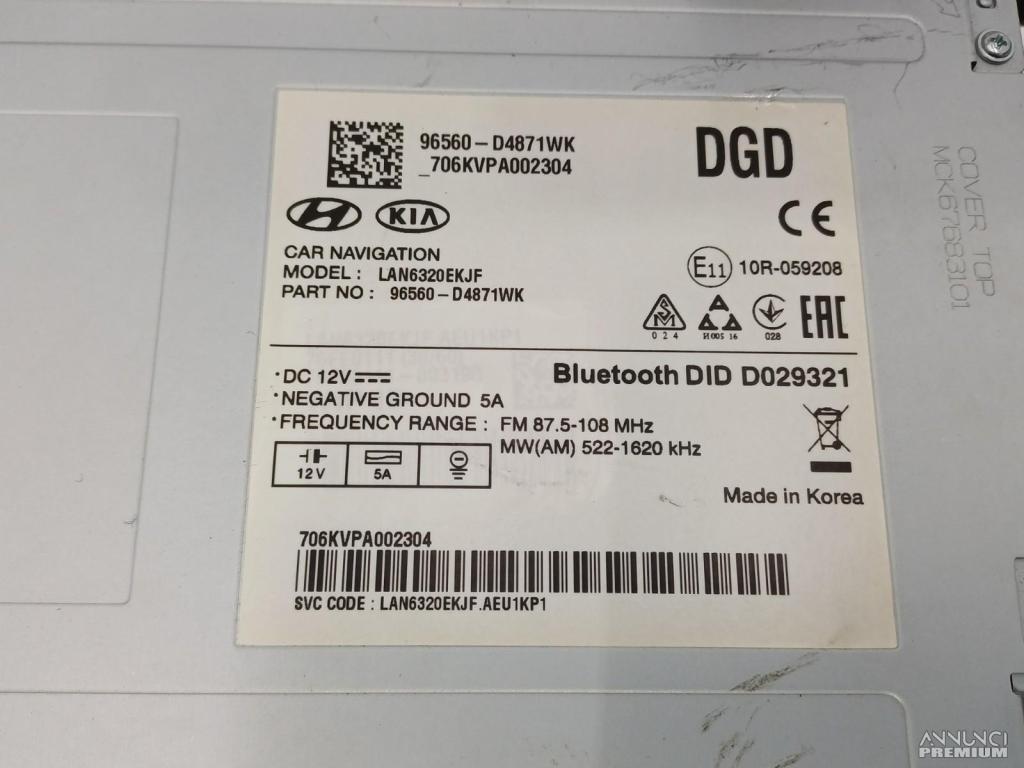 96560-D4871WK
_706KVPA002304
DGD
KIA
CE
CAR NAVIGATION
MODEL : LAN6320EKJF
PART NO : 96560-D4871WK
E11 10R-059208
024
028
EAC
DC 12V
NEGATIVE GROUND 5A
FREQUENCY RANGE : FM 87.5-108 MHz
MW(AM) 522-1620 kHz
Bluetooth DID D029321
12V
5A
Made in Korea
706KVPA002304
SVC CODE : LAN6320EKJF.AEU1KP1
COVER TOP
MCK67683101
ANNUNCI
PREMIUM